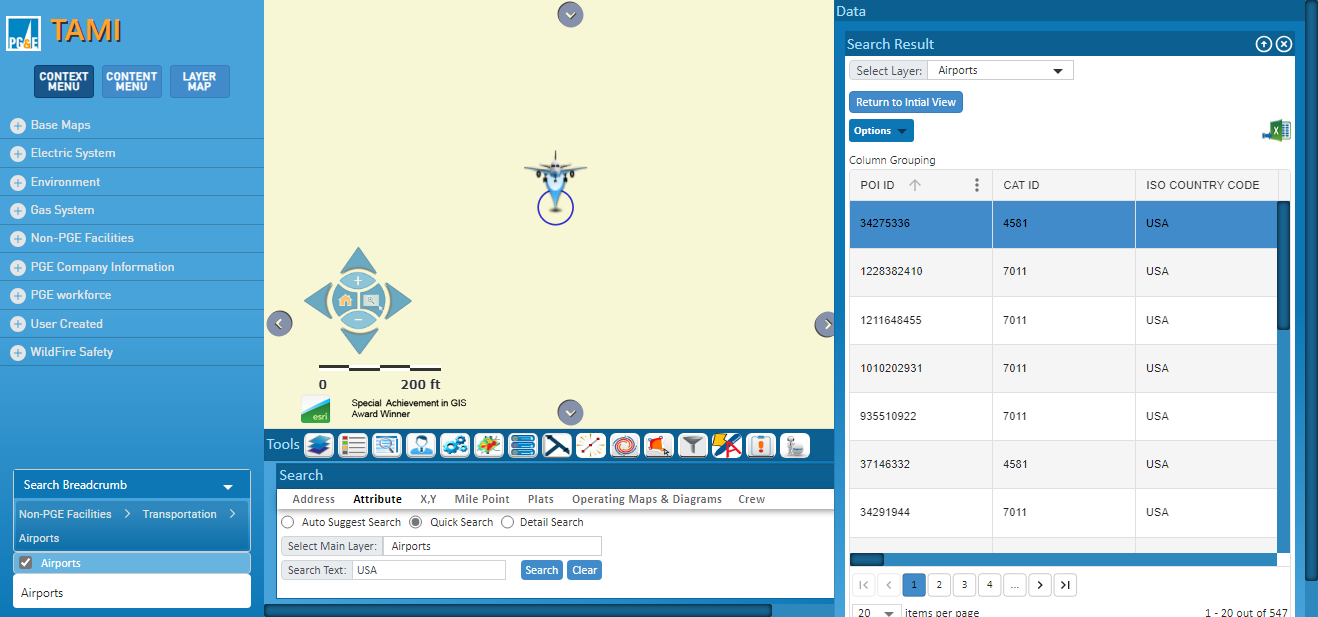 PG&E
TAMI
CONTEXT MENU
CONTENT MENU
LAYER MAP
Base Maps
Electric System
Environment
Gas System
Non-PGE Facilities
PGE Company Information
PGE workforce
User Created
WildFire Safety
Search Breadcrumb
Non-PGE Facilities > Transportation >
Airports
Airports
Airports
0 200 ft
esri
Special Achievement in GIS
Award Winner
Tools
Search
Address Attribute X,Y Mile Point Plats Operating Maps & Diagrams Crew
Auto Suggest Search Quick Search Detail Search
Select Main Layer: Airports
Search Text: USA Search Clear
Data
Search Result
Select Layer: Airports
Return to Intial View
Options
Column Grouping
POI ID CAT ID ISO COUNTRY CODE
34275336 4581 USA
1228382410 7011 USA
1211648455 7011 USA
1010202931 7011 USA
935510922 7011 USA
37146332 4581 USA
34291944 7011 USA
1 2 3 4 ...
20 items per page 1 - 20 out of 547